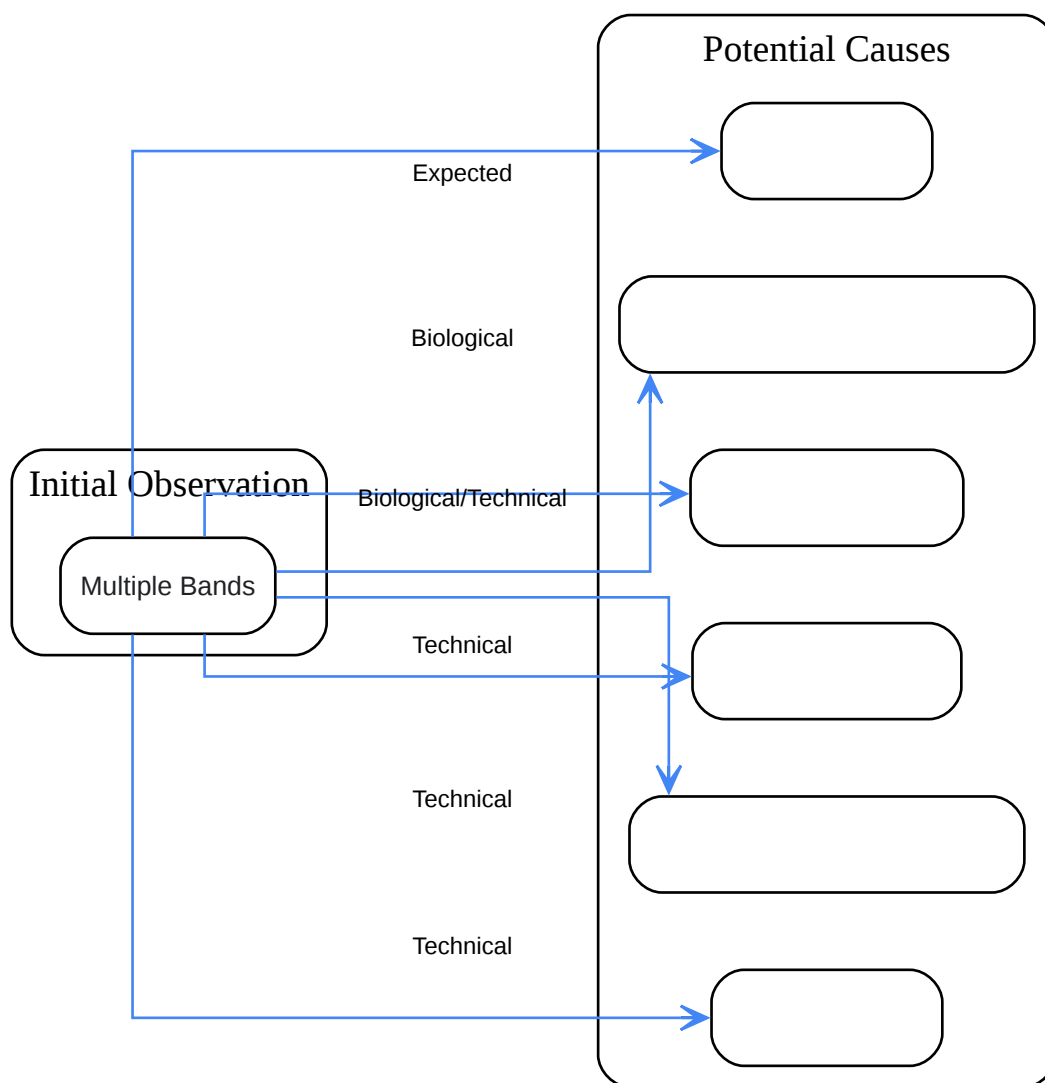 Potential Causes
Expected
Biological
Initial Observation
Biological/Technical
Multiple Bands
Technical
Technical
Technical